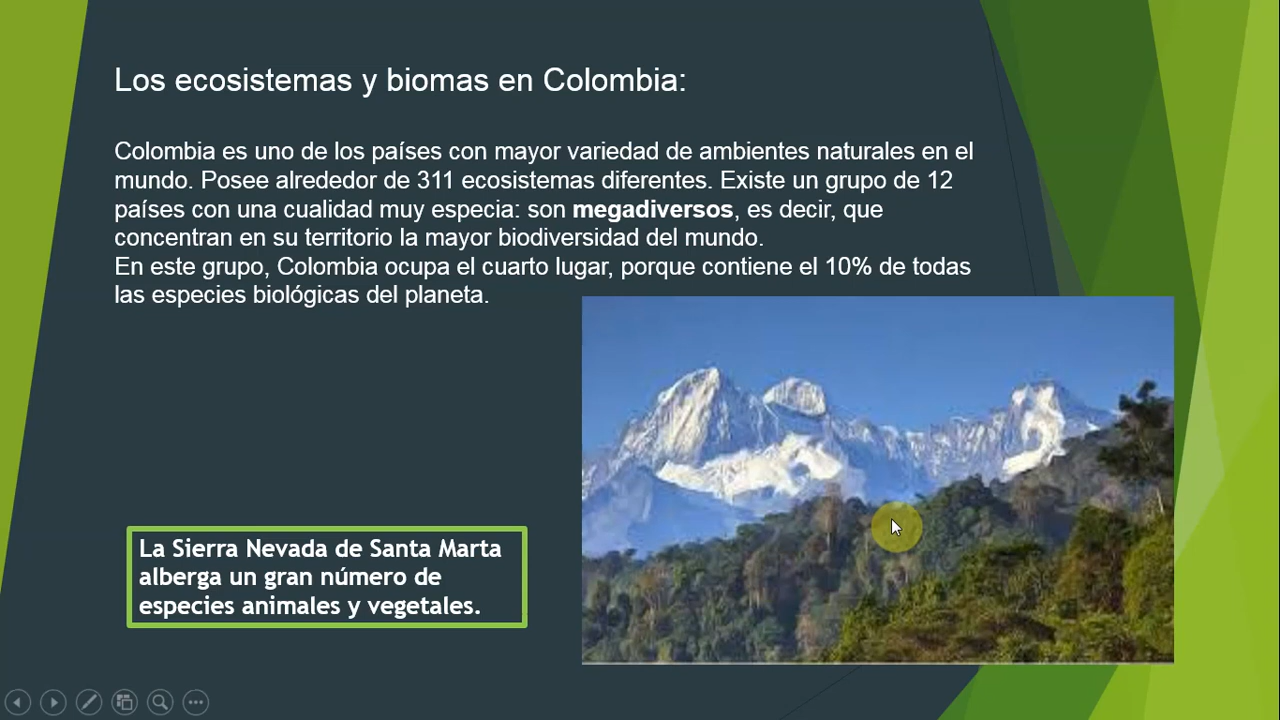 Los ecosistemas y biomas en Colombia:
Colombia es uno de los países con mayor variedad de ambientes naturales en el
mundo. Posee alrededor de 311 ecosistemas diferentes. Existe un grupo de 12
países con una cualidad muy especia: son megadiversos, es decir, que
concentran en su territorio la mayor biodiversidad del mundo.
En este grupo, Colombia ocupa el cuarto lugar, porque contiene el 10% de todas
las especies biológicas del planeta.
La Sierra Nevada de Santa Marta
alberga un gran número de
especies animales y vegetales.